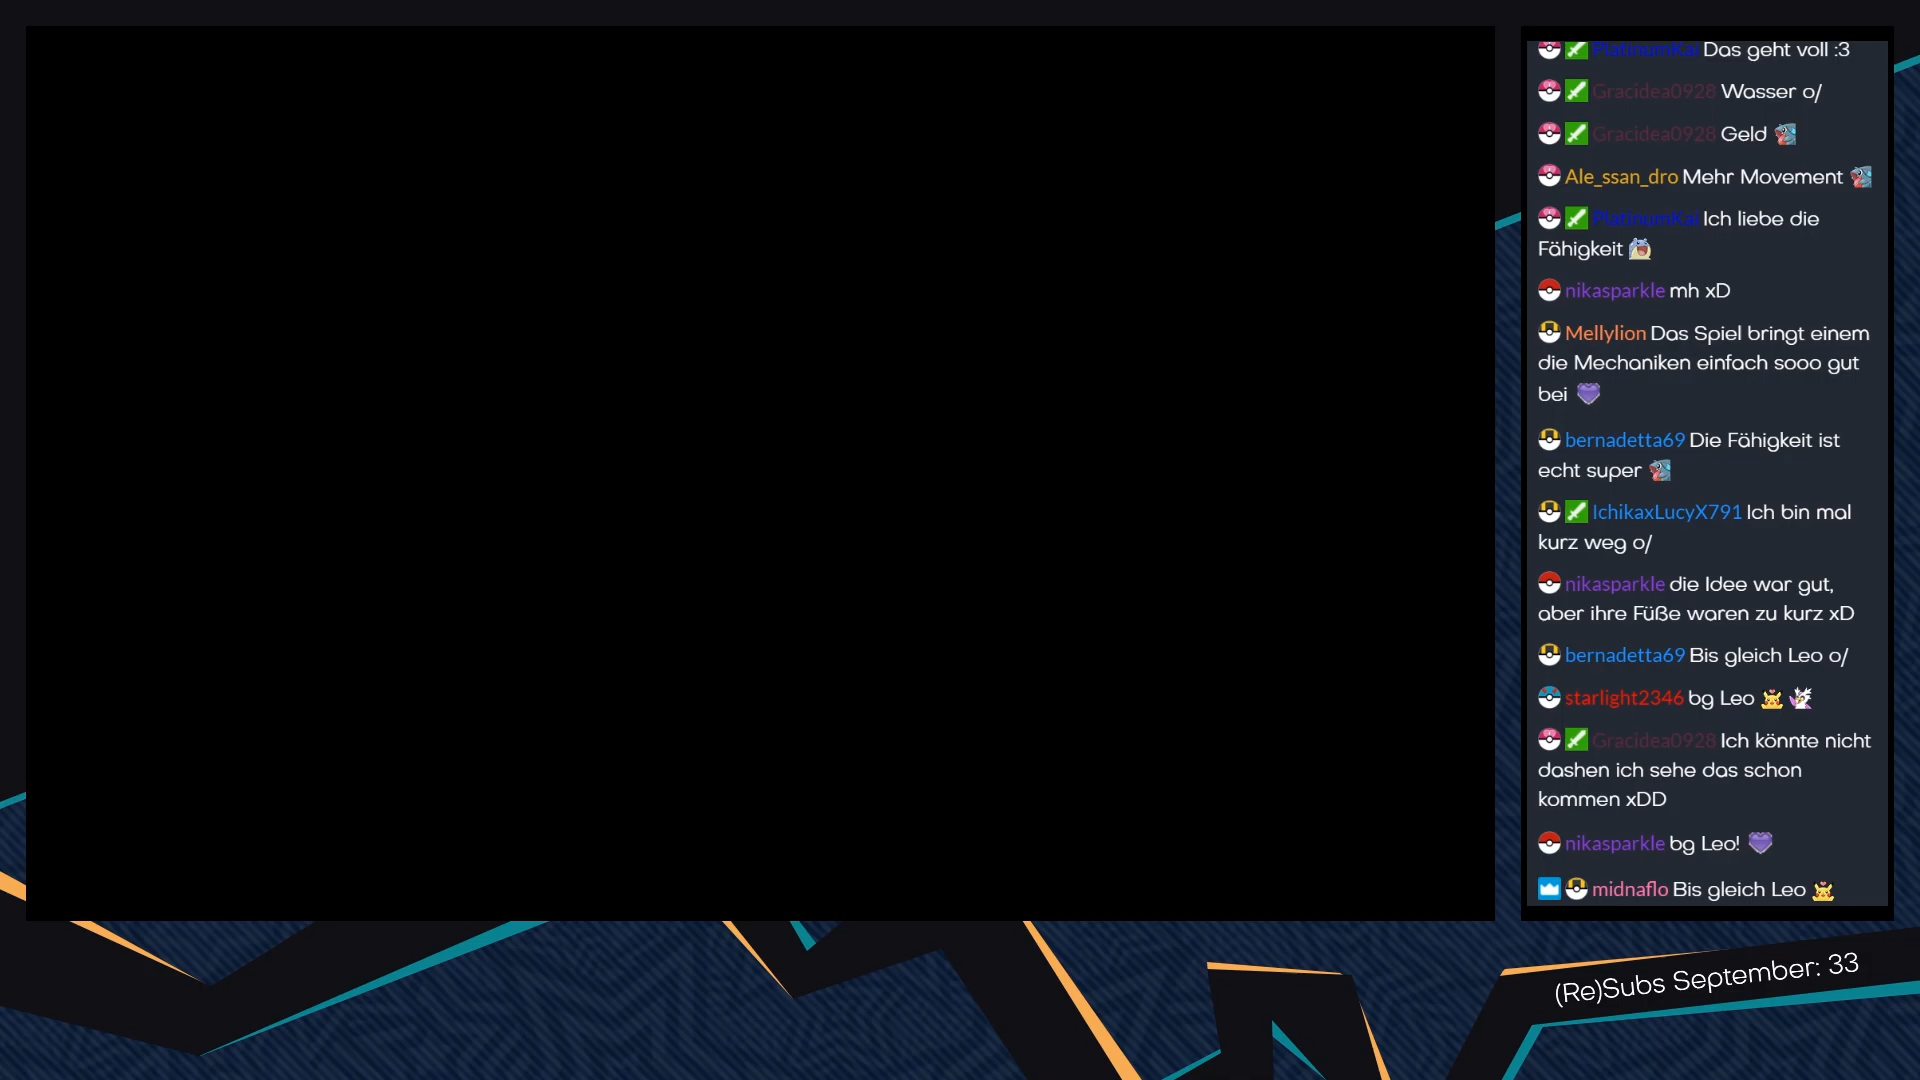 PlatinumKai Das geht voll :3
Gracidea0928 Wasser o/
Gracidea0928 Geld
Ale_ssan_dro Mehr Movement
PlatinumKai Ich liebe die
Fähigkeit
nikasparkle mh xD
Mellylion Das Spiel bringt einem
die Mechaniken einfach sooo gut
bei
bernadetta69 Die Fähigkeit ist
echt super
IchikaxLucyX791 Ich bin mal
kurz weg o/
nikasparkle die Idee war gut,
aber ihre Füße waren zu kurz xD
bernadetta69 Bis gleich Leo o/
starlight2346 bg Leo
Gracidea0928 Ich könnte nicht
dashen ich sehe das schon
kommen xDD
nikasparkle bg Leo!
midnaflo Bis gleich Leo
(Re)Subs September: 33